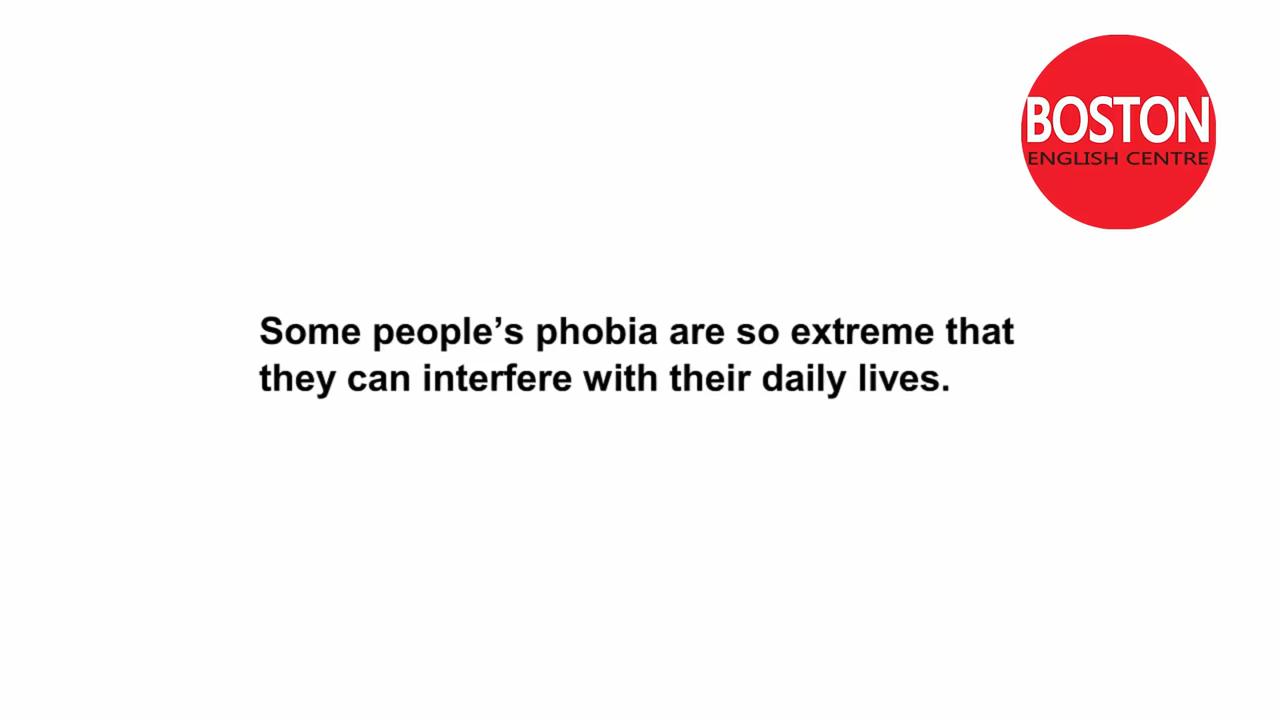 BOSTON
ENGLISH CENTRE
Some people’s phobia are so extreme that
they can interfere with their daily lives.